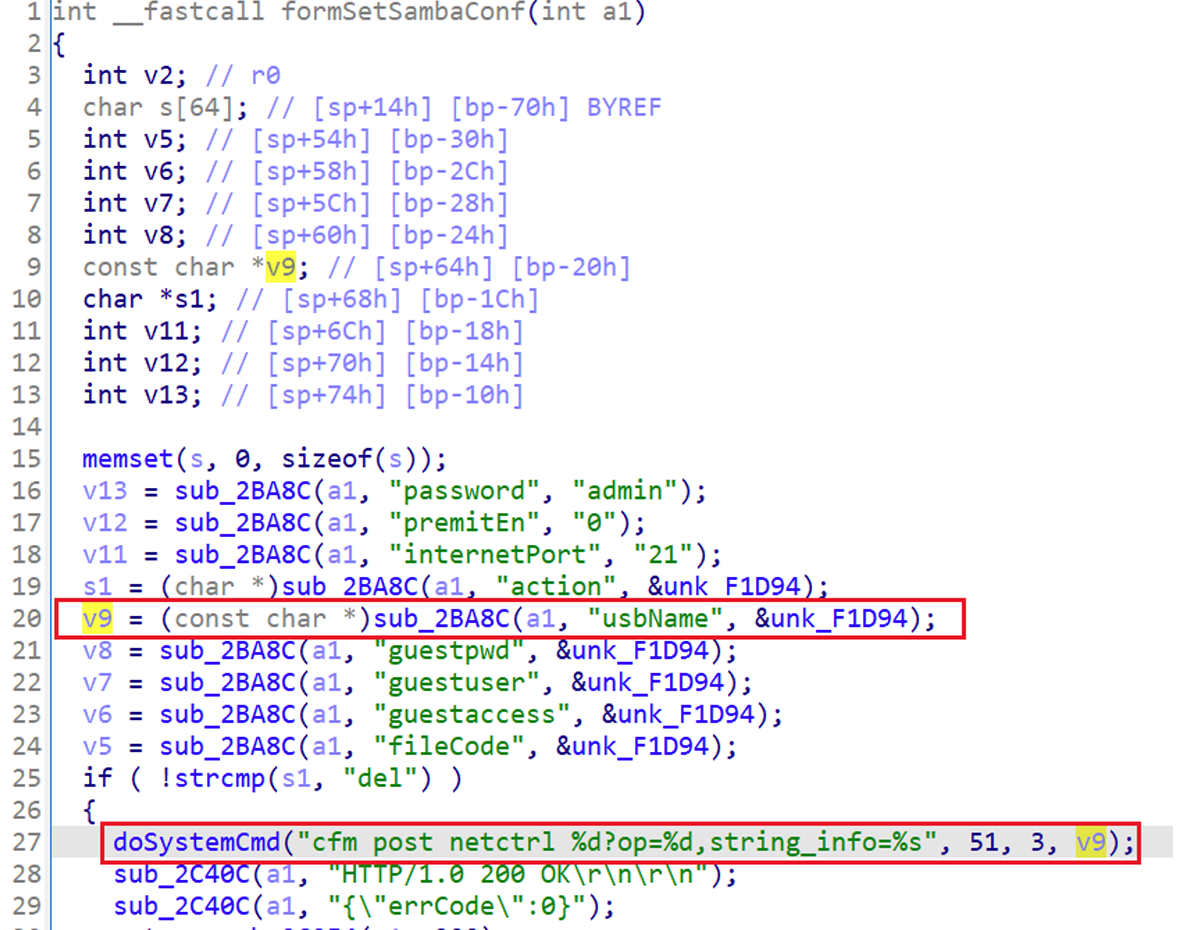 1 int __fastcall formSetSambaConf(int a1)
2 {
3 int v2; // r0
4 char s[64]; // [sp+14h] [bp-70h] BYREF
5 int v5; // [sp+54h] [bp-30h]
6 int v6; // [sp+58h] [bp-2Ch]
7 int v7; // [sp+5Ch] [bp-28h]
8 int v8; // [sp+60h] [bp-24h]
9 const char *v9; // [sp+64h] [bp-20h]
10 char *s1; // [sp+68h] [bp-1Ch]
11 int v11; // [sp+6Ch] [bp-18h]
12 int v12; // [sp+70h] [bp-14h]
13 int v13; // [sp+74h] [bp-10h]
14
15 memset(s, 0, sizeof(s));
16 v13 = sub_2BA8C(a1, "password", "admin");
17 v12 = sub_2BA8C(a1, "premitEn", "0");
18 v11 = sub_2BA8C(a1, "internetPort", "21");
19 s1 = (char *)sub_2BA8C(a1, "action", &unk_F1D94);
20 v9 = (const char *)sub_2BA8C(a1, "usbName", &unk_F1D94);
21 v8 = sub_2BA8C(a1, "guestpwd", &unk_F1D94);
22 v7 = sub_2BA8C(a1, "guestuser", &unk_F1D94);
23 v6 = sub_2BA8C(a1, "guestaccess", &unk_F1D94);
24 v5 = sub_2BA8C(a1, "fileCode", &unk_F1D94);
25 if ( !strcmp(s1, "del") )
26 {
27 doSystemCmd("cfm post netctrl %d?op=%d,string_info=%s", 51, 3, v9);
28 sub_2C40C(a1, "HTTP/1.0 200 OK\r\n\r\n");
29 sub_2C40C(a1, "{\"errCode\":0}");